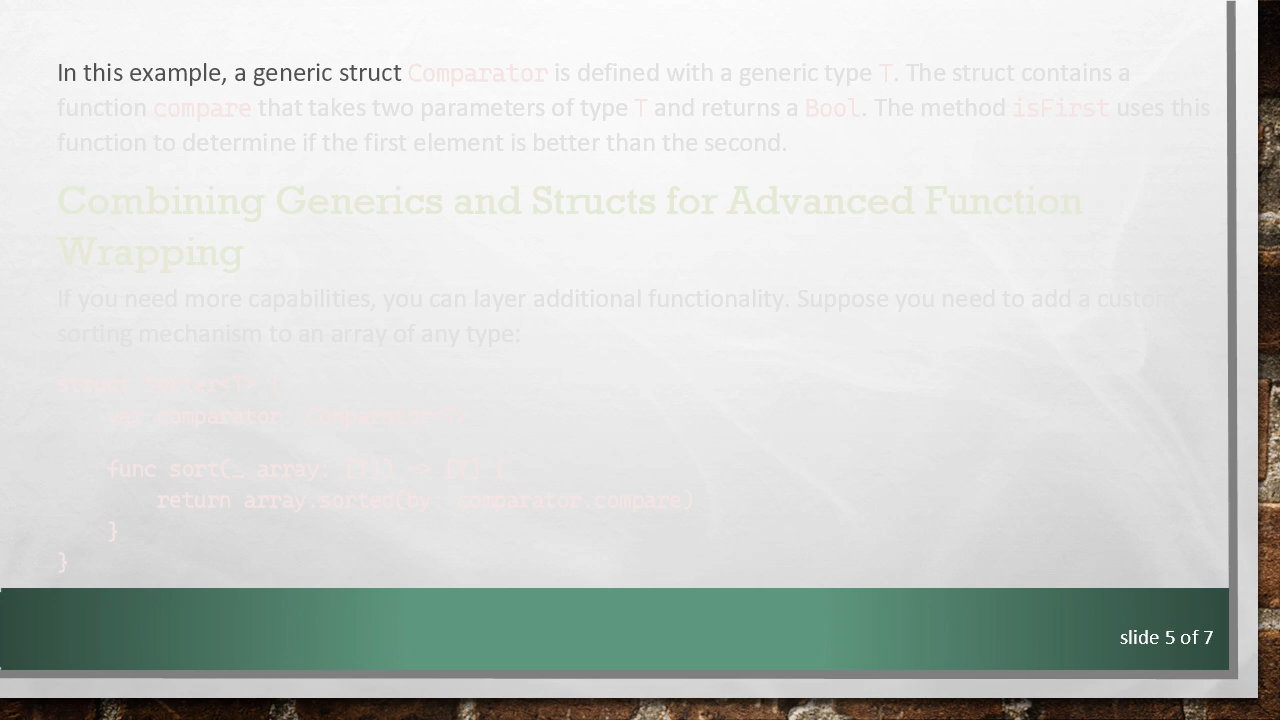 In this example, a generic struct Comparator is defined with a generic type T. The struct contains a
function compare that takes two parameters of type T and returns a Bool. The method isFirst uses this
function to determine if the first element is better than the second.
Combining Generics and Structs for Advanced Function
Wrapping
If you need more capabilities, you can layer additional functionality. Suppose you need to add a custom
sorting mechanism to an array of any type:
struct
var comparator:
func sort(_ array: [T]) -> [T] {
return array.sorted(by: comparator.compare)
}
}
slide 5 of 7